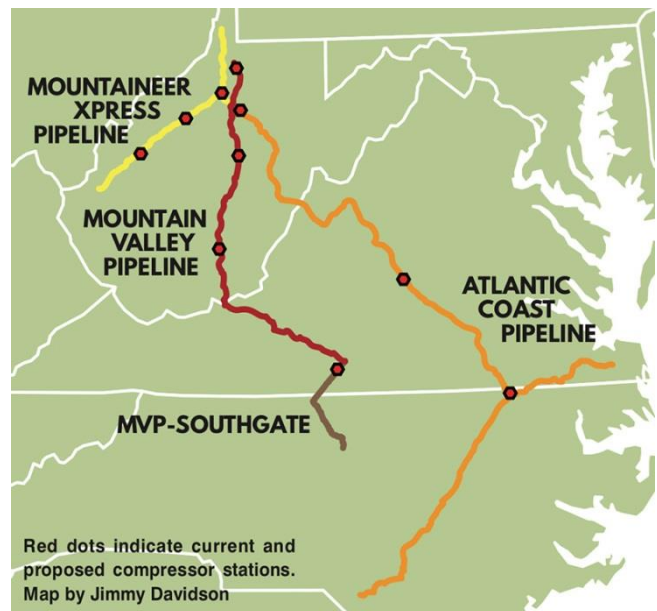 MOUNTAINEER
XPRESS
PIPELINE
MOUNTAIN
VALLEY
PIPELINE
ATLANTIC
COAST
PIPELINE
MVP-SOUTHGATE
Red dots indicate current and
proposed compressor stations.
Map by Jimmy Davidson